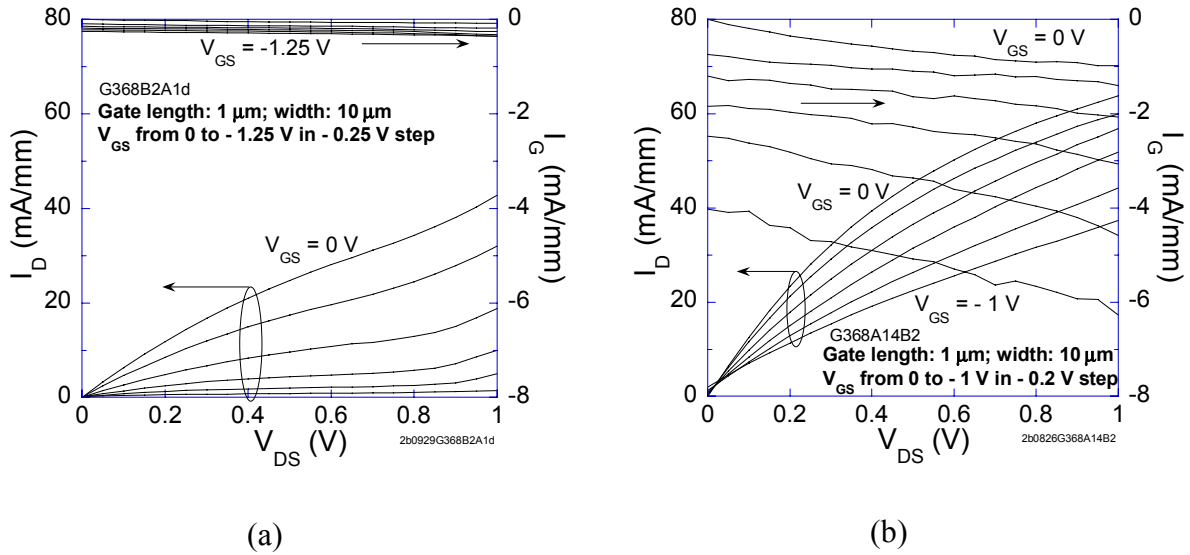 80
60
40
20
0
I_D (mA/mm)
0
-2
-4
-6
-8
I_G (mA/mm)
V_GS = -1.25 V
G368B2A1d
Gate length: 1 μm; width: 10 μm
V_GS from 0 to - 1.25 V in - 0.25 V step
V_GS = 0 V
0 0.2 0.4 0.6 0.8 1
V_DS (V)
2b0929G368B2A1d
(a)
80
60
40
20
0
I_D (mA/mm)
0
-2
-4
-6
-8
I_G (mA/mm)
V_GS = 0 V
V_GS = 0 V
V_GS = - 1 V
G368A14B2
Gate length: 1 μm; width: 10 μm
V_GS from 0 to - 1 V in - 0.2 V step
0 0.2 0.4 0.6 0.8 1
V_DS (V)
2b0826G368A14B2
(b)